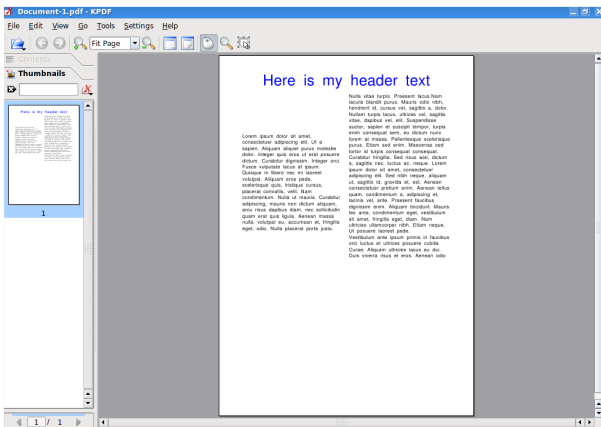 Document-1.pdf - KPDF
File Edit View Go Tools Settings Help
Fit Page
Contents
Thumbnails
Here is my header text
1
1 / 1
Here is my header text
Lorem ipsum dolor sit amet,
consectetuer adipiscing elit. Ut a
sapien. Aliquam aliquet purus molestie
dolor. Integer quis eros ut erat posuere
dictum. Curabitur dignissim. Integer orci.
Fusce vulputate lacus at ipsum.
Quisque in libero nec mi laoreet
volutpat. Aliquam eros pede,
scelerisque quis, tristique cursus,
placerat convallis, velit. Nam
condimentum. Nulla ut mauris. Curabitur
adipiscing, mauris non dictum aliquam,
arcu risus dapibus diam, nec sollicitudin
quam erat quis ligula. Aenean massa
nulla, volutpat eu, accumsan et, fringilla
eget, odio. Nulla placerat porta justo.
Nulla vitae turpis. Praesent lacus.Nam
iaculis blandit purus. Mauris odio nibh,
hendrerit id, cursus vel, sagittis a, dolor.
Nullam turpis lacus, ultrices vel, sagittis
vitae, dapibus vel, elit. Suspendisse
auctor, sapien et suscipit tempor, turpis
enim consequat sem, eu dictum nunc
lorem at massa. Pellentesque scelerisque
purus. Etiam sed enim. Maecenas sed
tortor id turpis consequat consequat.
Curabitur fringilla. Sed risus wisi, dictum
a, sagittis nec, luctus ac, neque. Lorem
ipsum dolor sit amet, consectetuer
adipiscing elit. Sed nibh neque, aliquam
ut, sagittis id, gravida et, est. Aenean
consectetuer pretium enim. Aenean tellus
quam, condimentum a, adipiscing et,
lacinia vel, ante. Praesent faucibus
dignissim enim. Aliquam tincidunt. Mauris
leo ante, condimentum eget, vestibulum
sit amet, fringilla eget, diam. Nam
ultricies ullamcorper nibh. Etiam neque.
Ut posuere laoreet pede.
Vestibulum ante ipsum primis in faucibus
orci luctus et ultrices posuere cubilia
Curae; Aliquam ultricies lacus eu dui.
Duis viverra risus et eros. Aenean odio